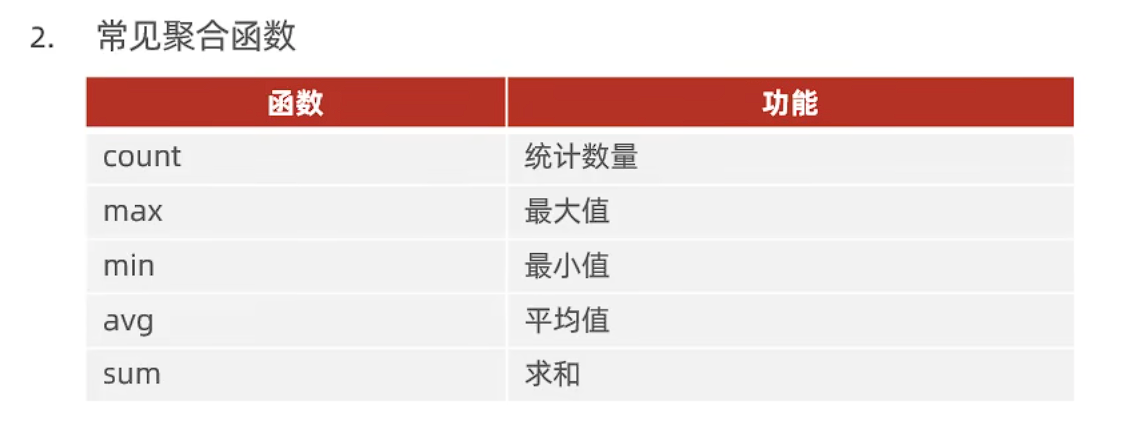 2. 常见聚合函数
函数 功能
count 统计数量
max 最大值
min 最小值
avg 平均值
sum 求和